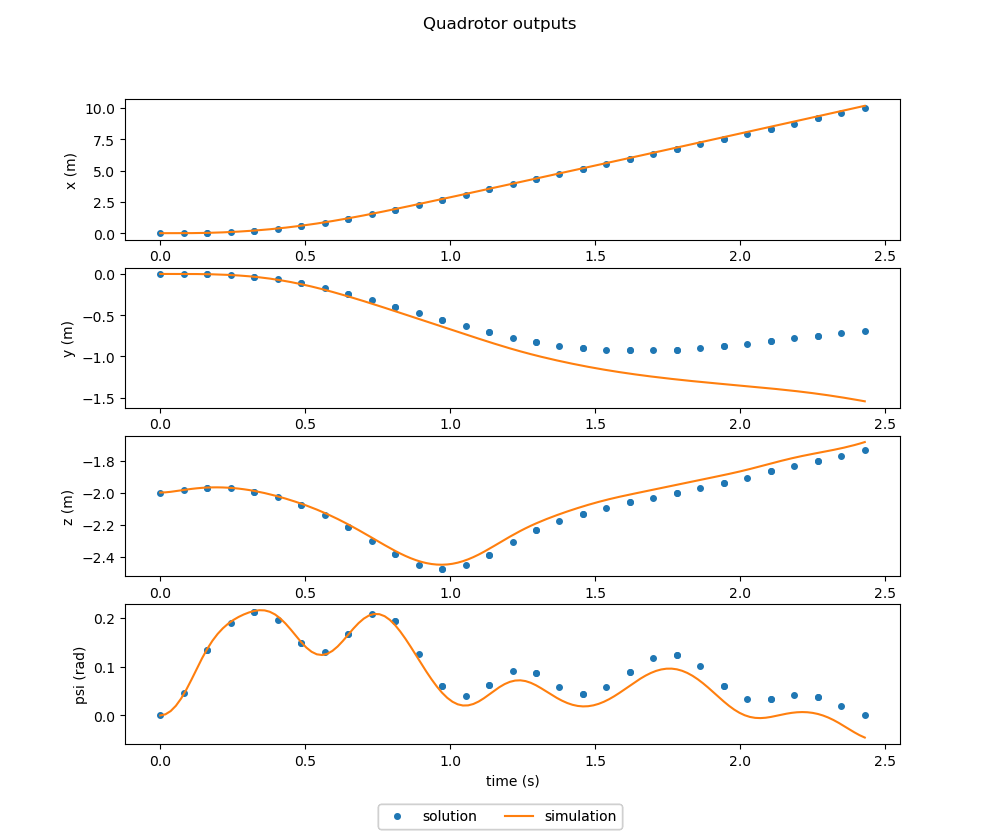 Quadrotor outputs
10.0
7.5
5.0
2.5
0.0
x (m)
0.0 0.5 1.0 1.5 2.0 2.5
0.0
−0.5
−1.0
−1.5
y (m)
0.0 0.5 1.0 1.5 2.0 2.5
−1.8
−2.0
−2.2
−2.4
z (m)
0.0 0.5 1.0 1.5 2.0 2.5
0.2
0.1
0.0
psi (rad)
0.0 0.5 1.0 1.5 2.0 2.5
time (s)
solution simulation